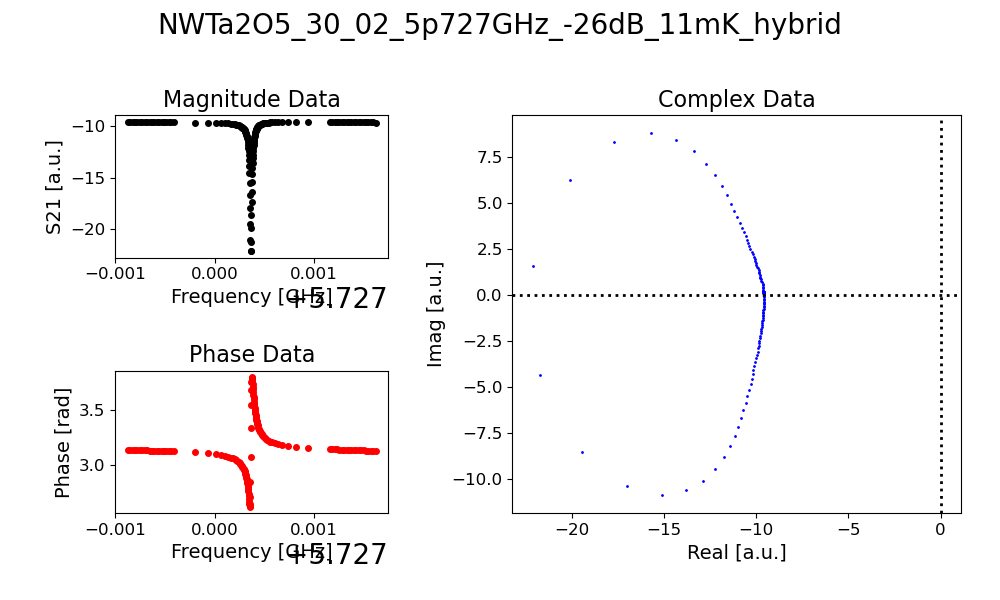 NWTa2O5_30_02_5p727GHz_-26dB_11mK_hybrid
Magnitude Data
S21 [a.u.]
−10
−15
−20
−0.001 0.000 0.001
Frequency [GHz]
+5.727
Phase Data
Phase [rad]
3.5
3.0
−0.001 0.000 0.001
Frequency [GHz]
+5.727
Complex Data
Imag [a.u.]
7.5
5.0
2.5
0.0
−2.5
−5.0
−7.5
−10.0
−20 −15 −10 −5 0
Real [a.u.]